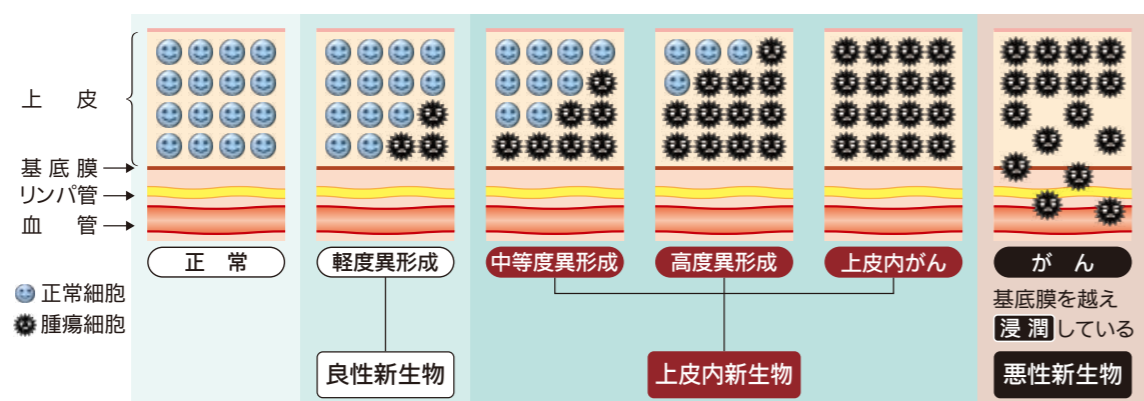 上皮
基底膜
リンパ管
血管
正常
軽度異形成
中等度異形成
高度異形成
上皮内がん
がん
正常細胞
腫瘍細胞
基底膜を越え
浸潤している
良性新生物
上皮内新生物
悪性新生物